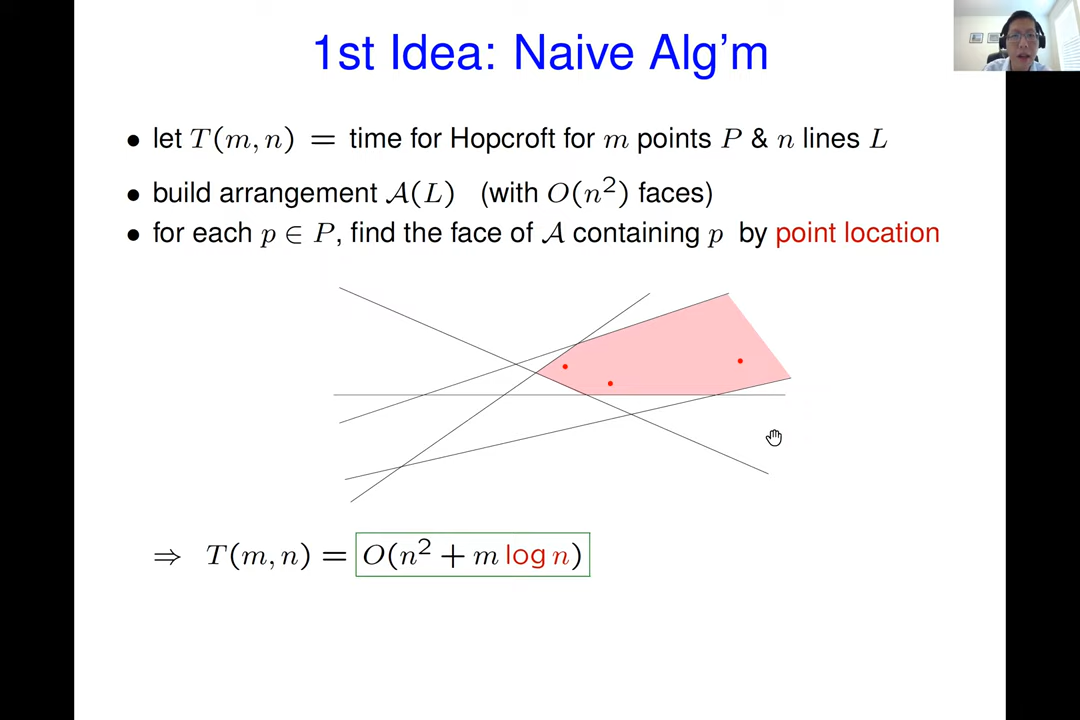 1st Idea: Naive Alg'm
• let T(m, n) = time for Hopcroft for m points P & n lines L
• build arrangement 𝒜(L) (with O(n²) faces)
• for each p ∈ P, find the face of 𝒜 containing p by point location
⇒ T(m, n) = O(n² + m log n)